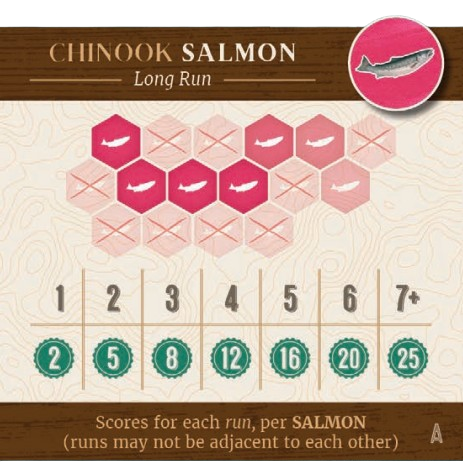 CHINOOK SALMON
Long Run
1 2 3 4 5 6 7+
2 5 8 12 16 20 25
Scores for each run, per SALMON
(runs may not be adjacent to each other)
A